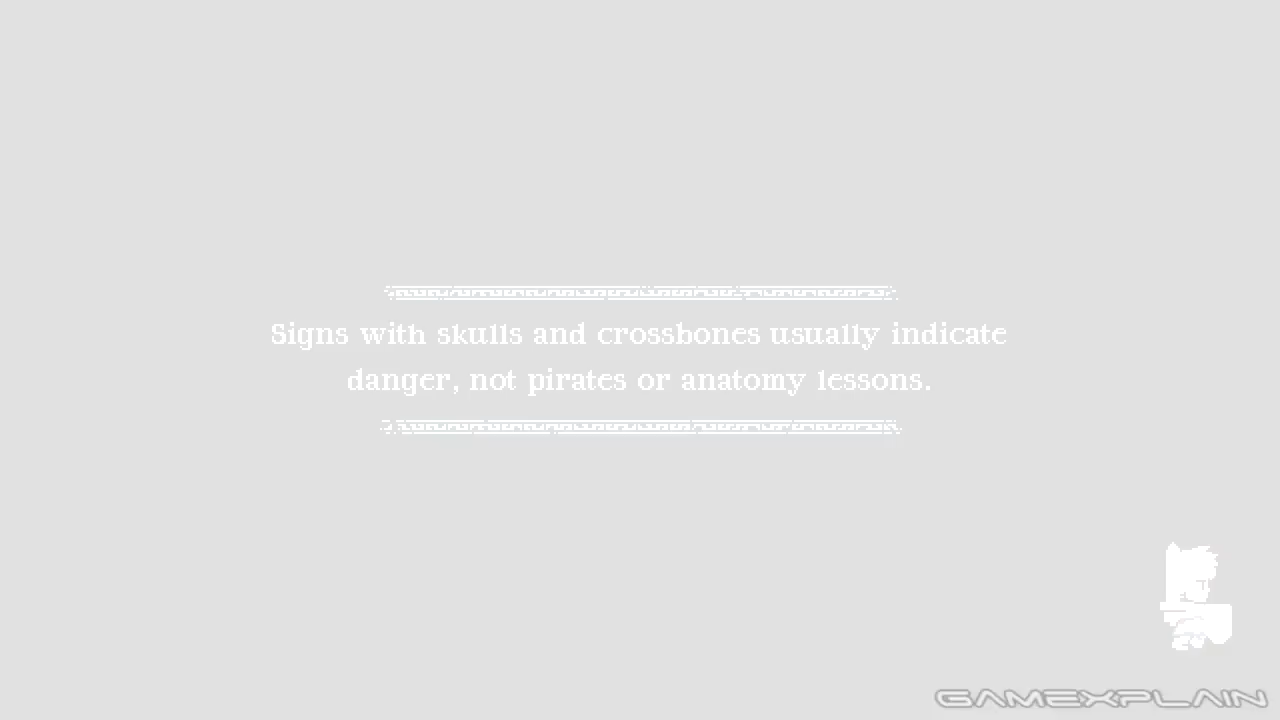 Signs with skulls and crossbones usually indicate
danger, not pirates or anatomy lessons.
GAMEXPLAIN